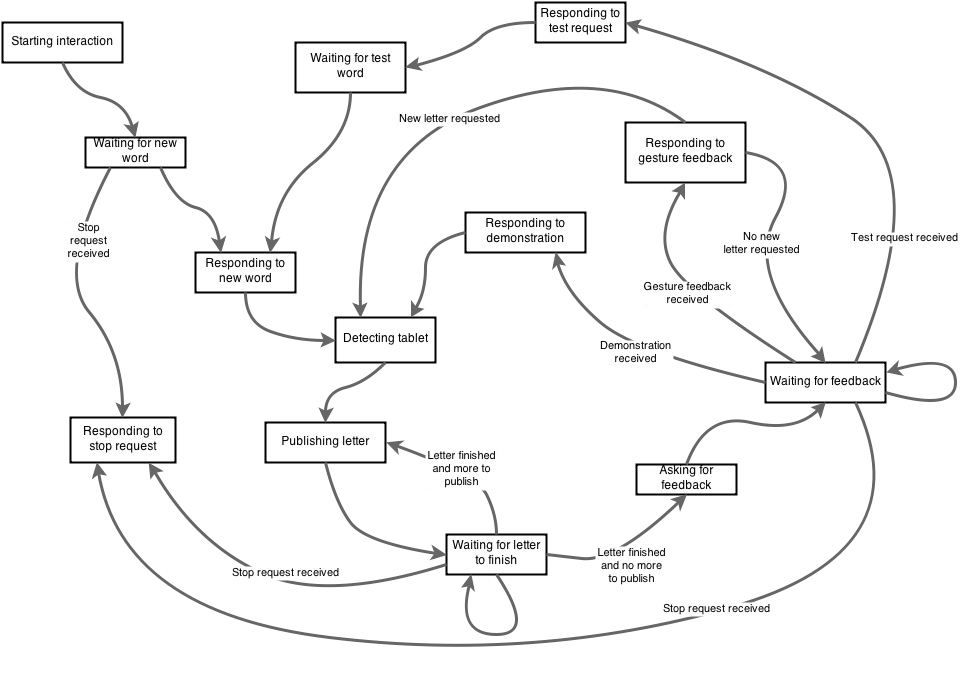 Responding to
test request
Starting interaction
Waiting for test
word
New letter requested
Waiting for new
word
Responding to
gesture feedback
Stop
request
received
Responding to
demonstration
No new
letter requested
Test request received
Responding to
new word
Gesture feedback
received
Detecting tablet
Demonstration
received
Waiting for feedback
Responding to
stop request
Publishing letter
Letter finished
and more to
publish
Asking for
feedback
Waiting for letter
to finish
Letter finished
and no more
to publish
Stop request received
Stop request received